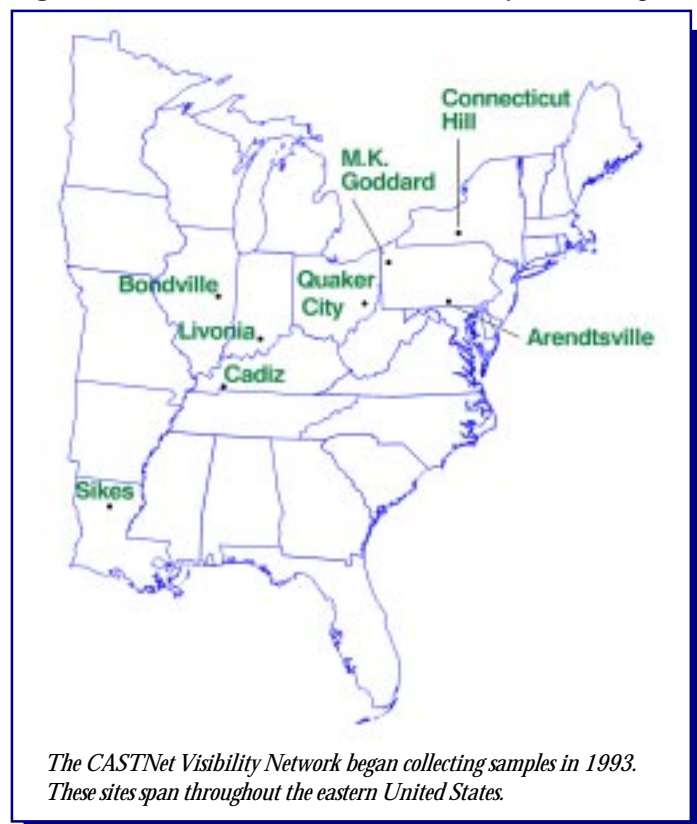 Connecticut
Hill
M.K.
Goddard
Bondville
Quaker
City
Livonia
Arendtsville
Cadiz
Sikes
The CASTNet Visibility Network began collecting samples in 1993.
These sites span throughout the eastern United States.